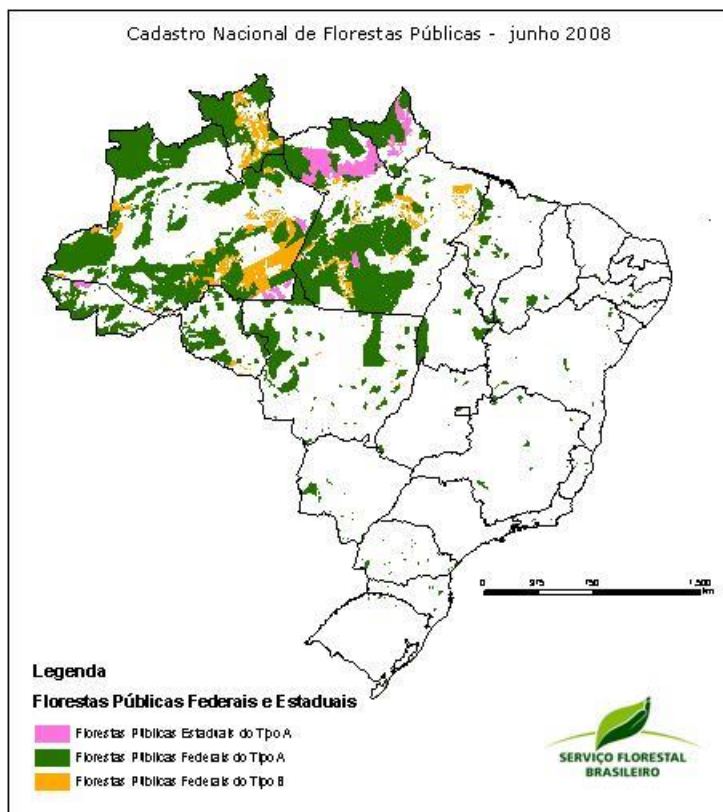 Cadastro Nacional de Florestas Públicas - junho 2008
0 375 750 1.500
km
Legenda
Florestas Públicas Federais e Estaduais
Florestas Públicas Estaduais do Tipo A
Florestas Públicas Federais do Tipo A
Florestas Públicas Federais do Tipo B
SERVIÇO FLORESTAL
BRASILEIRO